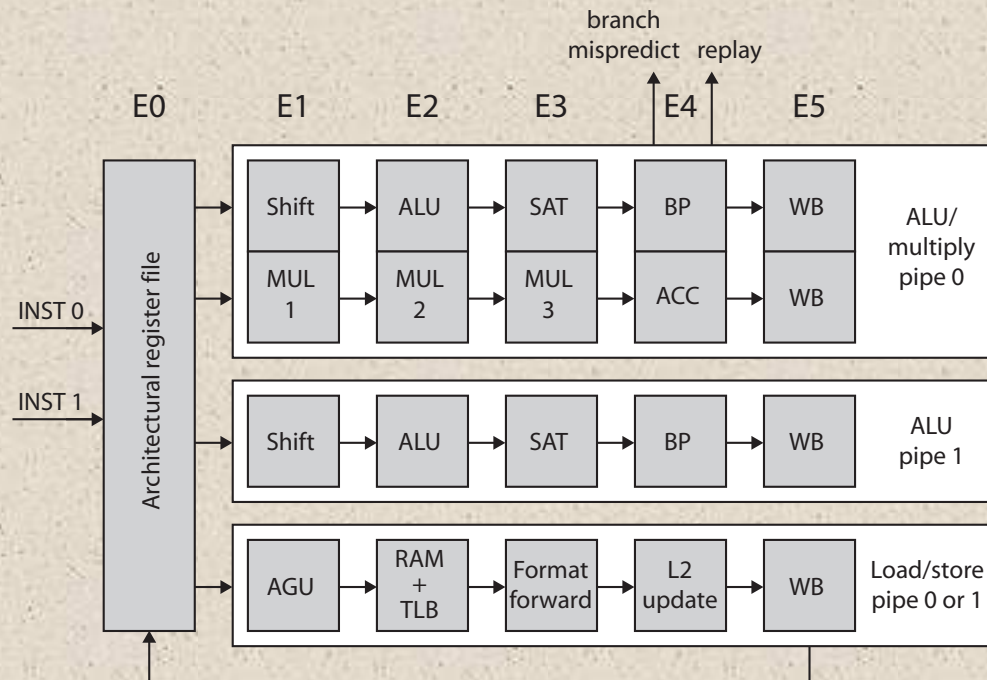 branch
mispredict replay
E0 E1 E2 E3 E4 E5
INST 0
INST 1
Architectural register file
Shift ALU SAT BP WB
MUL MUL MUL ACC WB
1 2 3
ALU/
multiply
pipe 0
Shift ALU SAT BP WB
ALU
pipe 1
AGU
RAM
+
TLB
Format
forward
L2
update
WB
Load/store
pipe 0 or 1